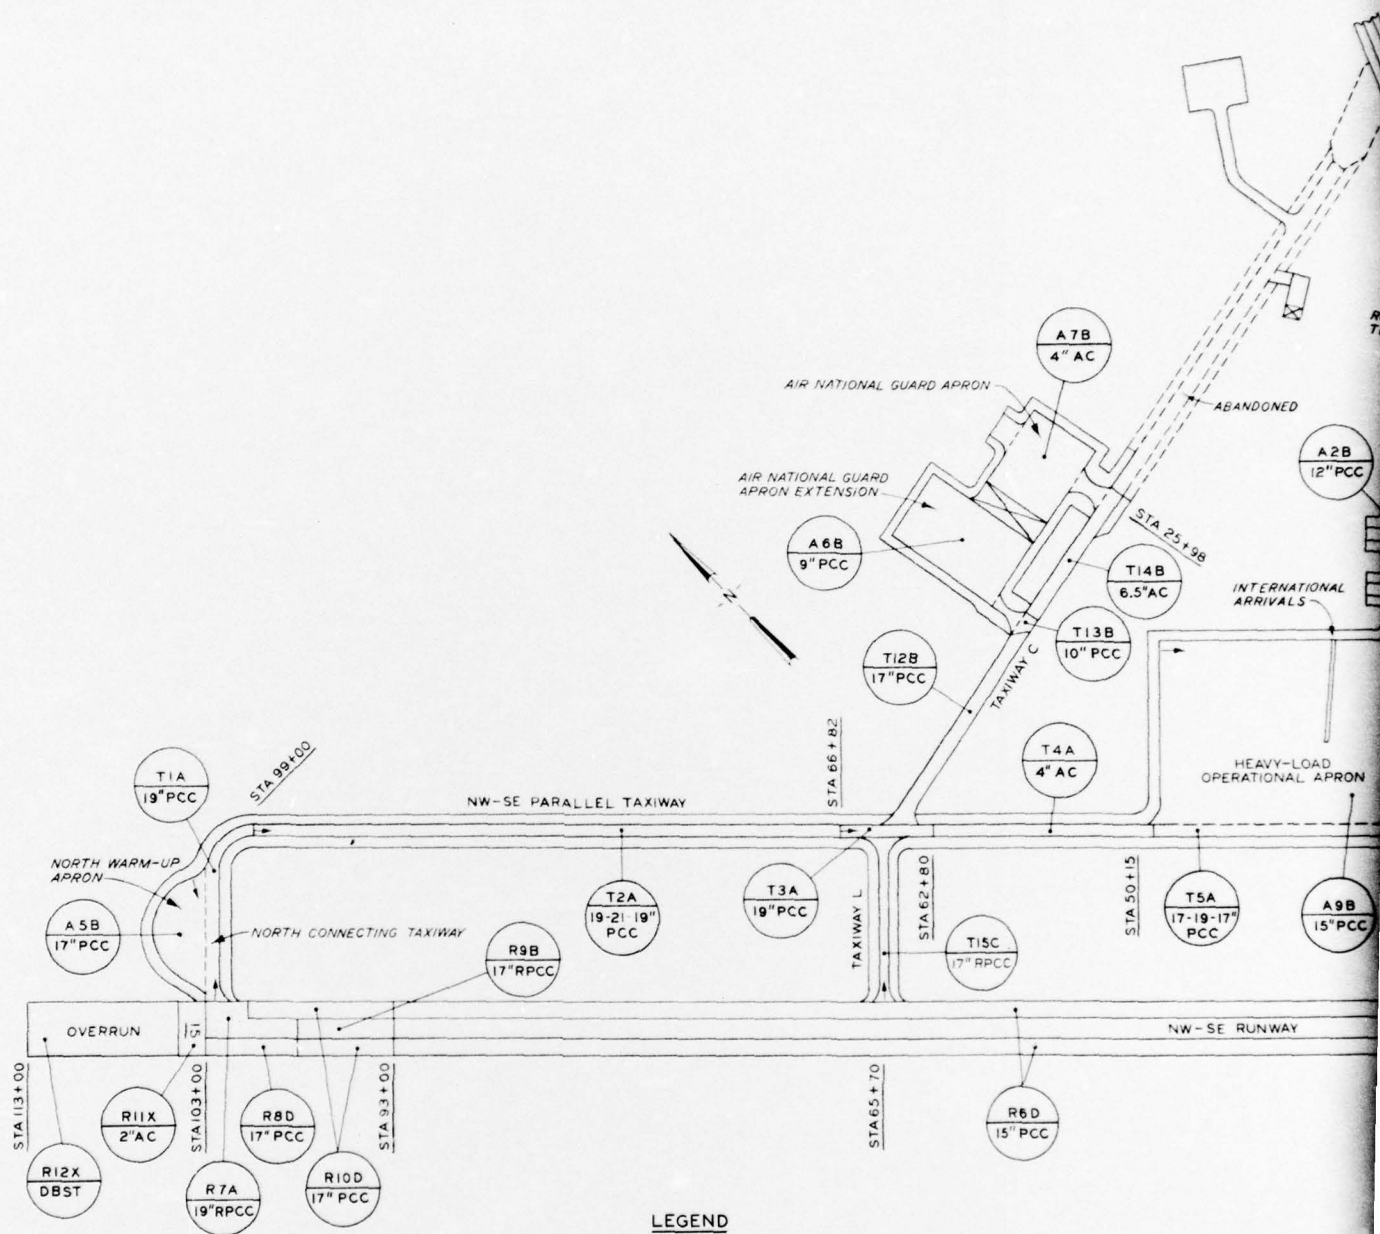 A7B
4" AC
AIR NATIONAL GUARD APRON
ABANDONED
A2B
12" PCC
AIR NATIONAL GUARD
APRON EXTENSION
STA 25+98
A6B
9" PCC
T14B
6.5" AC
INTERNATIONAL
ARRIVALS
N
T13B
10" PCC
T12B
17" PCC
TAXIWAY C
STA 66+82
T4A
4" AC
HEAVY-LOAD
OPERATIONAL APRON
STA 99+00
T1A
19" PCC
NW-SE PARALLEL TAXIWAY
NORTH WARM-UP
APRON
T2A
19-21-19"
PCC
T3A
19" PCC
STA 62+80
STA 50+15
T5A
17-19-17"
PCC
A9B
15" PCC
A5B
17" PCC
NORTH CONNECTING TAXIWAY
R9B
17" RPCC
TAXIWAY L
T15C
17" RPCC
OVERRUN
15
NW-SE RUNWAY
STA 113+00
R11X
2" AC
STA 103+00
R8D
17" PCC
STA 93+00
STA 65+70
R6D
15" PCC
R12X
DBST
R7A
19" RPCC
R10D
17" PCC
LEGEND